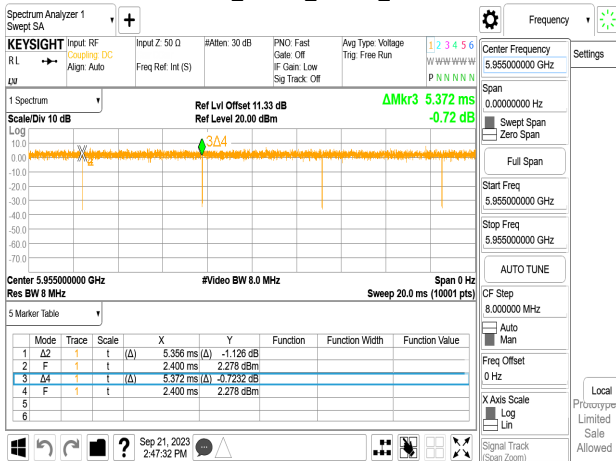 Spectrum Analyzer 1
Swept SA
Frequency
KEYSIGHT
RL
LXI
Input: RF
Coupling: DC
Align: Auto
Input Z: 50 Ω
Freq Ref: Int (S)
#Atten: 30 dB
PNO: Fast
Gate: Off
IF Gain: Low
Sig Track: Off
Avg Type: Voltage
Trig: Free Run
1 2 3 4 5 6
W W W W W W
P N N N N N
1 Spectrum
Scale/Div 10 dB
Ref Lvl Offset 11.33 dB
Ref Level 20.00 dBm
ΔMkr3 5.372 ms
-0.72 dB
Log
10.0
0.00
-10.0
-20.0
-30.0
-40.0
-50.0
-60.0
-70.0
3Δ4
Center 5.955000000 GHz
Res BW 8 MHz
#Video BW 8.0 MHz
Span 0 Hz
Sweep 20.0 ms (10001 pts)
5 Marker Table
Mode Trace Scale X Y Function Function Width Function Value
1 Δ2 1 t (Δ) 5.356 ms (Δ) -1.126 dB
2 F 1 t 2.400 ms 2.278 dBm
3 Δ4 1 t (Δ) 5.372 ms (Δ) -0.7232 dB
4 F 1 t 2.400 ms 2.278 dBm
5
6
Sep 21, 2023
2:47:32 PM
Center Frequency
5.955000000 GHz
Settings
Span
0.00000000 Hz
Swept Span
Zero Span
Full Span
Start Freq
5.955000000 GHz
Stop Freq
5.955000000 GHz
AUTO TUNE
CF Step
8.000000 MHz
Auto
Man
Freq Offset
0 Hz
X Axis Scale
Log
Lin
Signal Track
(Span Zoom)
Local
Prototype
Limited
Sale
Allowed